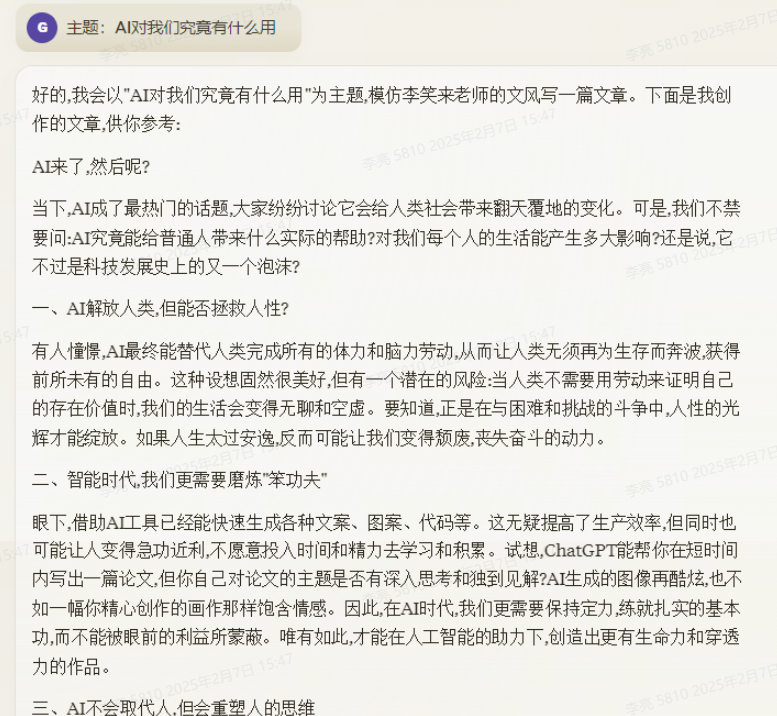 G 主题：AI对我们究竟有什么用
好的,我会以"AI对我们究竟有什么用"为主题,模仿李笑来老师的文风写一篇文章。下面是我创
作的文章,供你参考:
AI来了,然后呢?
当下,AI成了最热门的话题,大家纷纷讨论它会给人类社会带来翻天覆地的变化。可是,我们不禁
要问:AI究竟能给普通人带来什么实际的帮助?对我们每个人的生活能产生多大影响?还是说,它
不过是科技发展史上的又一个泡沫?
一、AI解放人类,但能否拯救人性?
有人憧憬,AI最终能替代人类完成所有的体力和脑力劳动,从而让人类无须再为生存而奔波,获得
前所未有的自由。这种设想固然很美好,但有一个潜在的风险:当人类不需要用劳动来证明自己
的存在价值时,我们的生活会变得无聊和空虚。要知道,正是在与困难和挑战的斗争中,人性的光
辉才能绽放。如果人生太过安逸,反而可能让我们变得颓废,丧失奋斗的动力。
二、智能时代,我们更需要磨炼"笨功夫"
眼下,借助AI工具已经能快速生成各种文案、图案、代码等。这无疑提高了生产效率,但同时也
可能让人变得急功近利,不愿意投入时间和精力去学习和积累。试想,ChatGPT能帮你在短时间
内写出一篇论文,但你自己对论文的主题是否有深入思考和独到见解?AI生成的图像再酷炫,也不
如一幅你精心创作的画作那样饱含情感。因此,在AI时代,我们更需要保持定力,练就扎实的基本
功,而不能被眼前的利益所蒙蔽。唯有如此,才能在人工智能的助力下,创造出更有生命力和穿透
力的作品。
三、AI不会取代人,但会重塑人的思维
李亮 5810 2025年2月7日 15:47